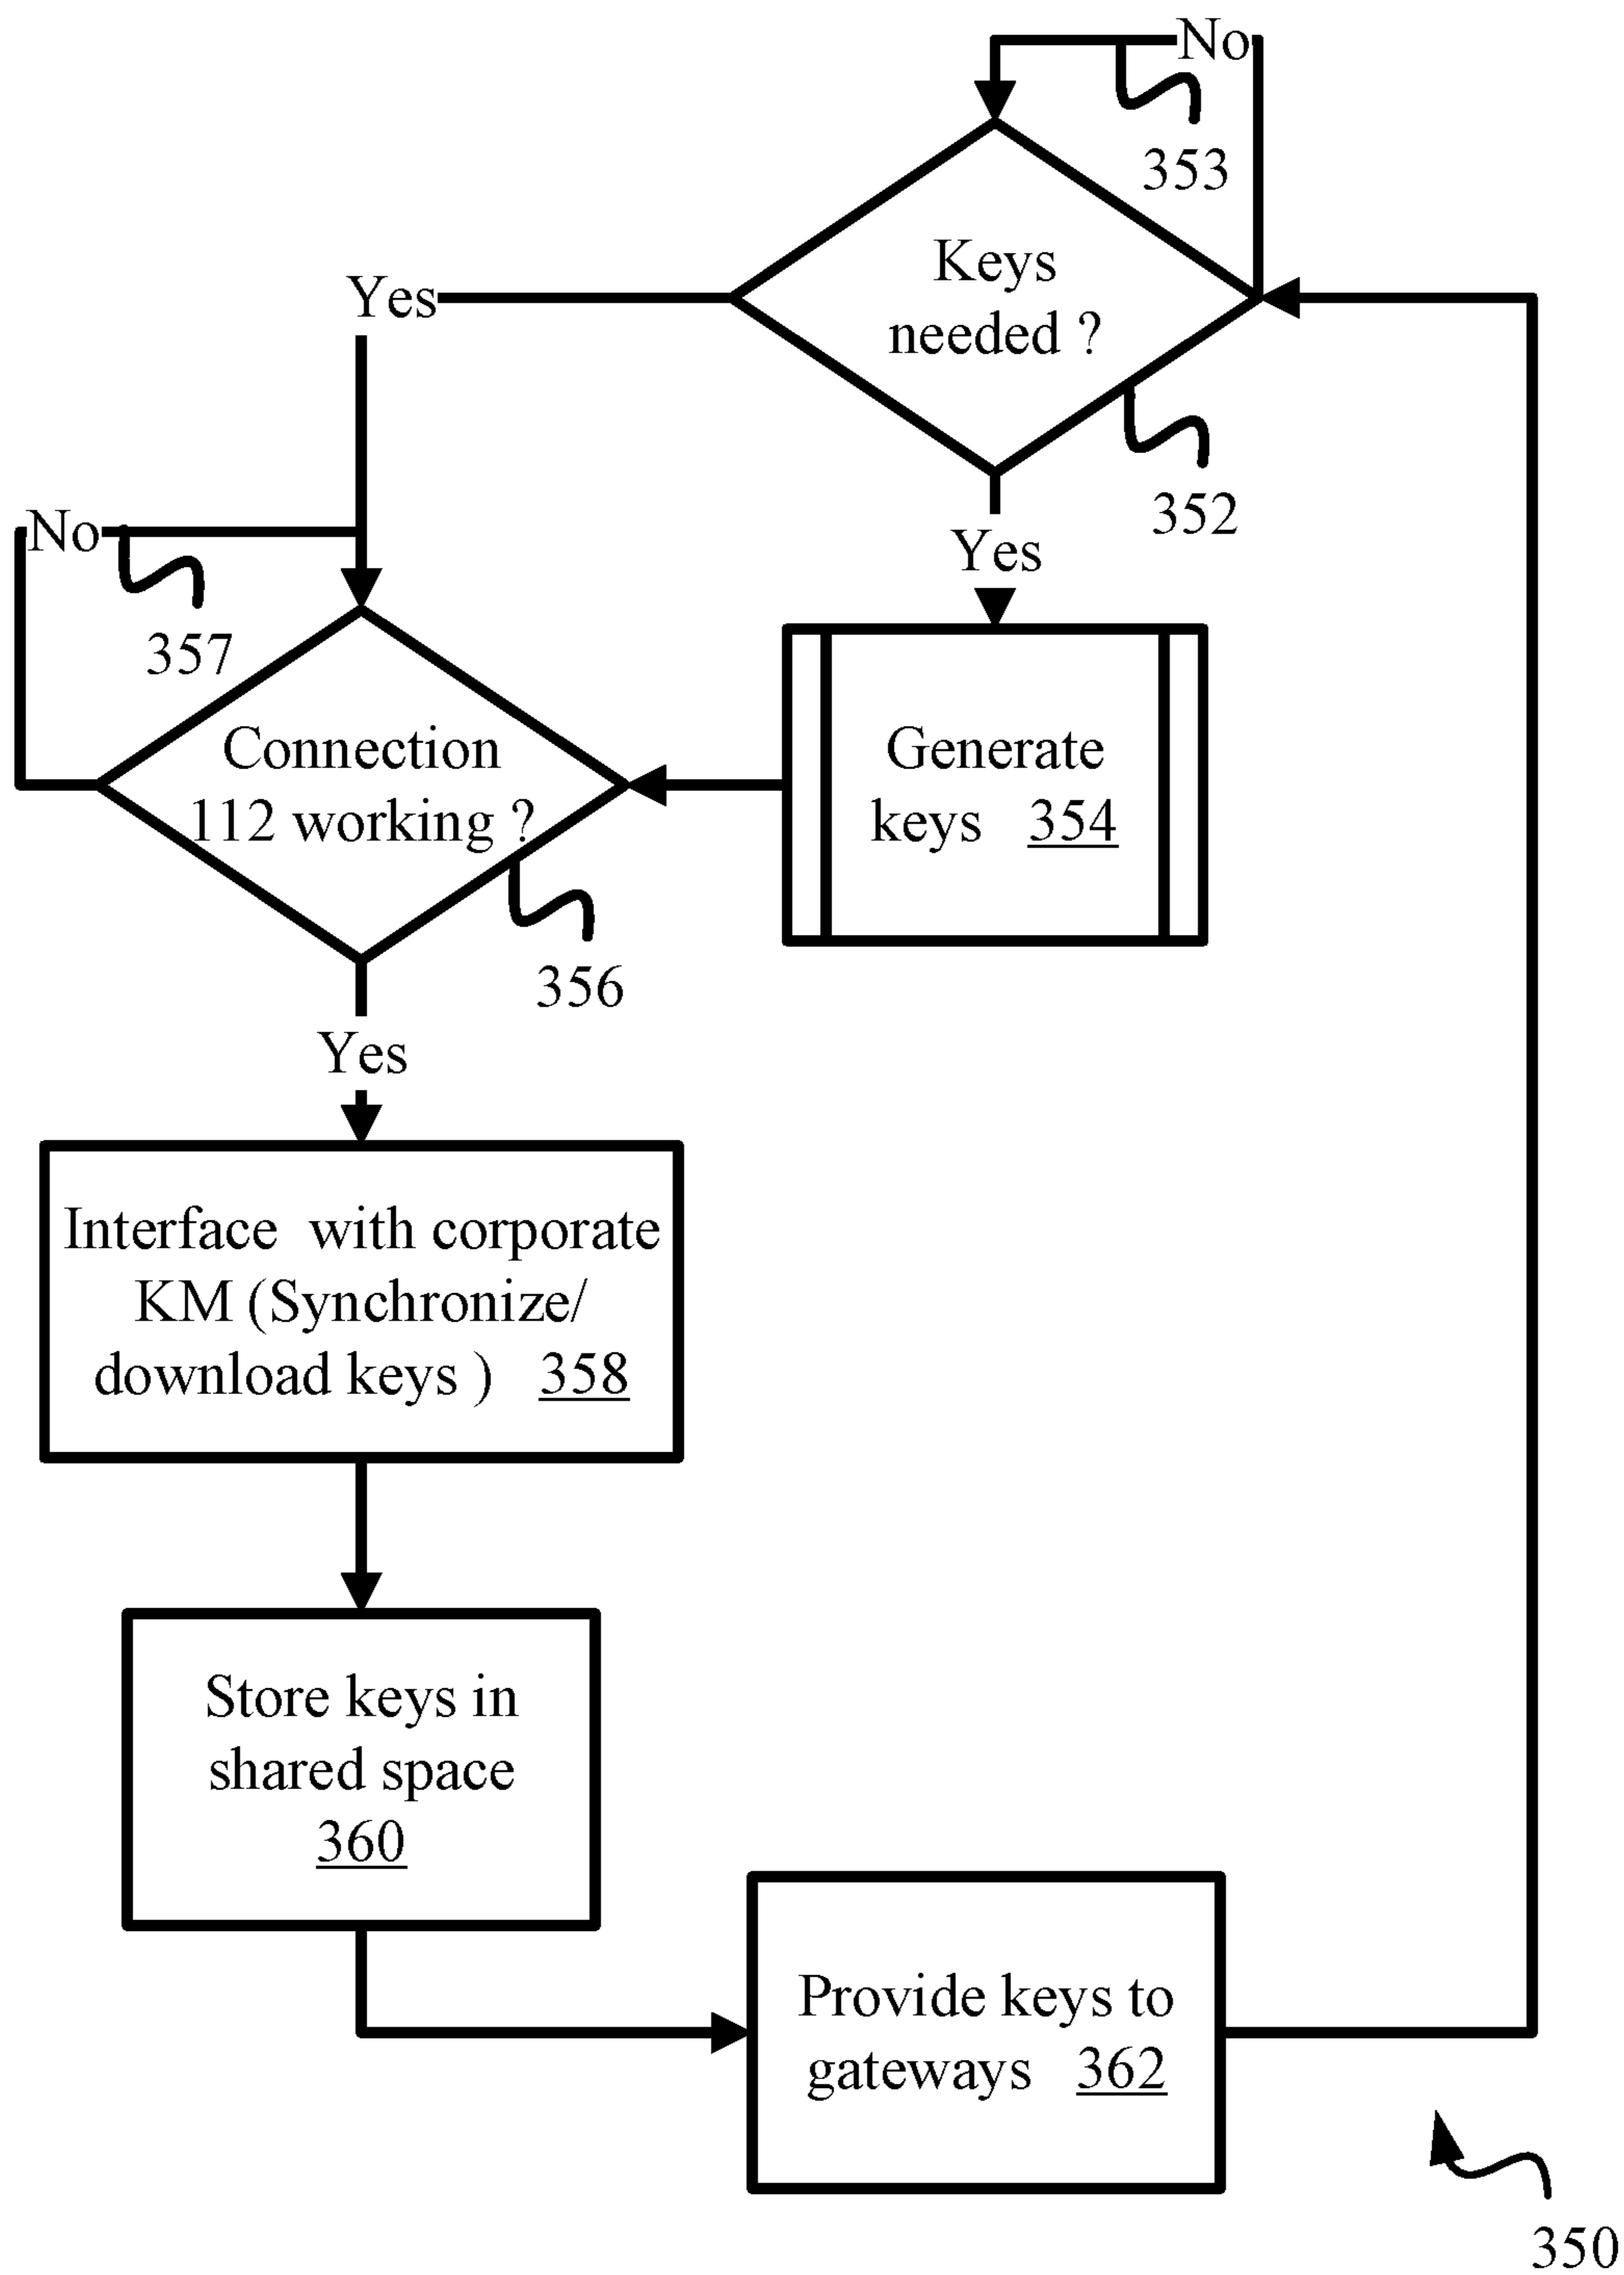 No
353
Keys
needed ?
352
Yes
Yes
No
357
Connection
112 working ?
356
Generate
keys 354
Yes
Interface with corporate
KM (Synchronize/
download keys ) 358
Store keys in
shared space
360
Provide keys to
gateways 362
350